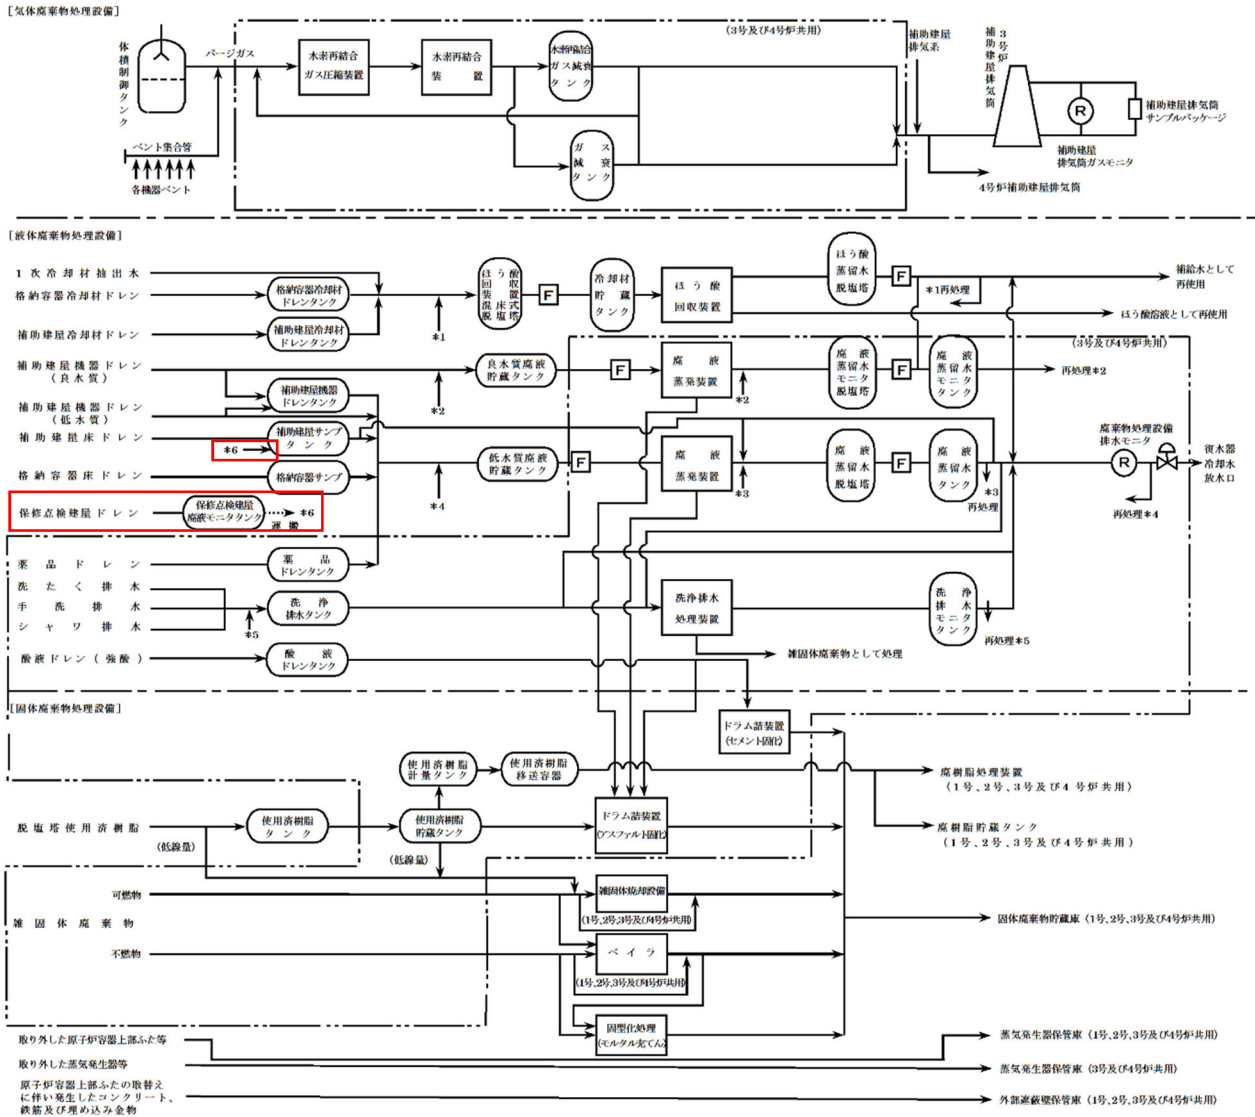 [気体廃棄物処理設備]
(3号及び4号炉共用)
体積制御タンク
パージガス
水素再結合
ガス圧縮装置
水素再結合
装置
ガス減衰
タンク
補助建屋
排気系
3号炉
補助建屋排気筒
R
補助建屋排気筒
サンプルパッケージ
補助建屋
排気筒ガスモニタ
ベント集合管
各機器ベント
ガス
減衰
タンク
4号炉補助建屋排気筒
[液体廃棄物処理設備]
1次冷却材抽出水
格納容器冷却材ドレン
格納容器冷却材
ドレンタンク
ほう酸
回収
装置
混床式
脱塩塔
F
冷却材
貯蔵
タンク
ほう酸
回収装置
ほう酸
蒸留水
脱塩塔
F
*1再処理
補給水として
再使用
ほう酸溶液として再使用
補助建屋冷却材ドレン
補助建屋冷却材
ドレンタンク
*1
(3号及び4号炉共用)
補助建屋機器ドレン
(良水質)
良水質廃液
貯蔵タンク
F
廃液
蒸発装置
廃液
蒸留水
モニタ
脱塩塔
F
廃液
蒸留水
モニタ
タンク
再処理*2
*2
*2
補助建屋機器ドレン
(低水質)
補助建屋機器
ドレンタンク
補助建屋床ドレン
補助建屋サンプ
タンク
*6
格納容器床ドレン
格納容器サンプ
低水質廃液
貯蔵タンク
F
廃液
蒸発装置
廃液
蒸留水
脱塩塔
F
廃液
蒸留水
タンク
廃棄物処理設備
排水モニタ
R
復水器
冷却水
放水口
*4
*3
*3
再処理
再処理*4
保修点検建屋ドレン
保修点検建屋
廃液モニタタンク
運搬
*6
薬品ドレン
薬品
ドレンタンク
洗たく排水
手洗排水
シャワ排水
*5
洗浄
排水タンク
洗浄排水
処理装置
洗浄
排水
モニタ
タンク
再処理*5
雑固体廃棄物として処理
酸液ドレン(強酸)
酸液
ドレンタンク
[固体廃棄物処理設備]
ドラム詰装置
(セメント固化)
使用済樹脂
計量タンク
使用済樹脂
移送容器
廃樹脂処理装置
(1号、2号、3号及び4号炉共用)
脱塩塔使用済樹脂
使用済樹脂
タンク
使用済樹脂
貯蔵タンク
ドラム詰装置
(アスファルト固化)
廃樹脂貯蔵タンク
(1号、2号、3号及び4号炉共用)
(低線量)
(低線量)
可燃物
雑固体焼却設備
(1号、2号、3号及び4号炉共用)
雑固体廃棄物
固体廃棄物貯蔵庫(1号、2号、3号及び4号炉共用)
不燃物
ベイラ
(1号、2号、3号及び4号炉共用)
固型化処理
(モルタル充てん)
取り外した原子炉容器上部ふた等
蒸気発生器保管庫(1号、2号、3号及び4号炉共用)
取り外した蒸気発生器等
蒸気発生器保管庫(3号及び4号炉共用)
原子炉容器上部ふたの取替え
に伴い発生したコンクリート、
鉄筋及び埋め込み金物
外部遮蔽壁保管庫(1号、2号、3号及び4号炉共用)